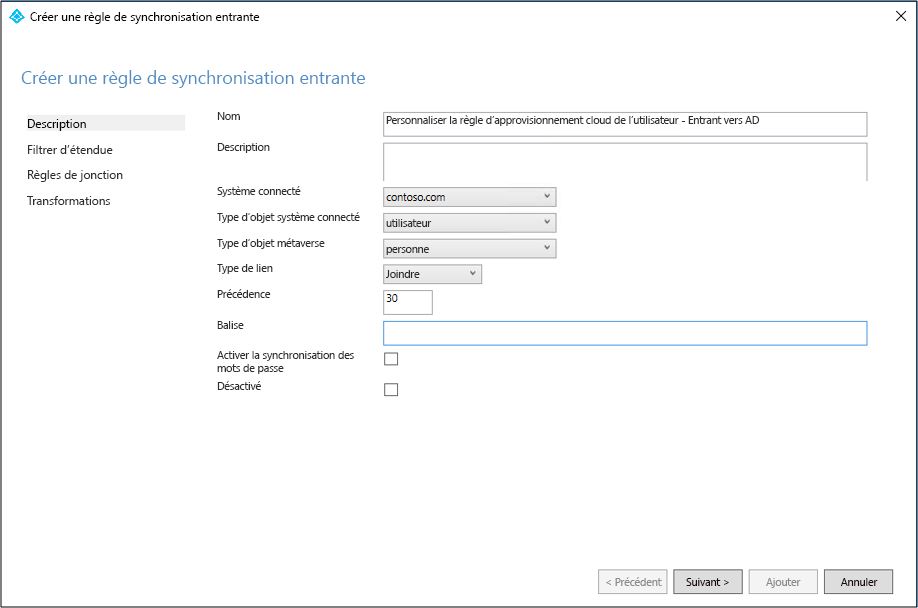 Créer une règle de synchronisation entrante
Créer une règle de synchronisation entrante
Description
Filtrer d’étendue
Règles de jonction
Transformations
Nom
Personnaliser la règle d’approvisionnement cloud de l’utilisateur - Entrant vers AD
Description
Système connecté
contoso.com
Type d’objet système connecté
utilisateur
Type d’objet métaverse
personne
Type de lien
Joindre
Précédence
30
Balise
Activer la synchronisation des
mots de passe
Désactivé
< Précédent
Suivant >
Ajouter
Annuler